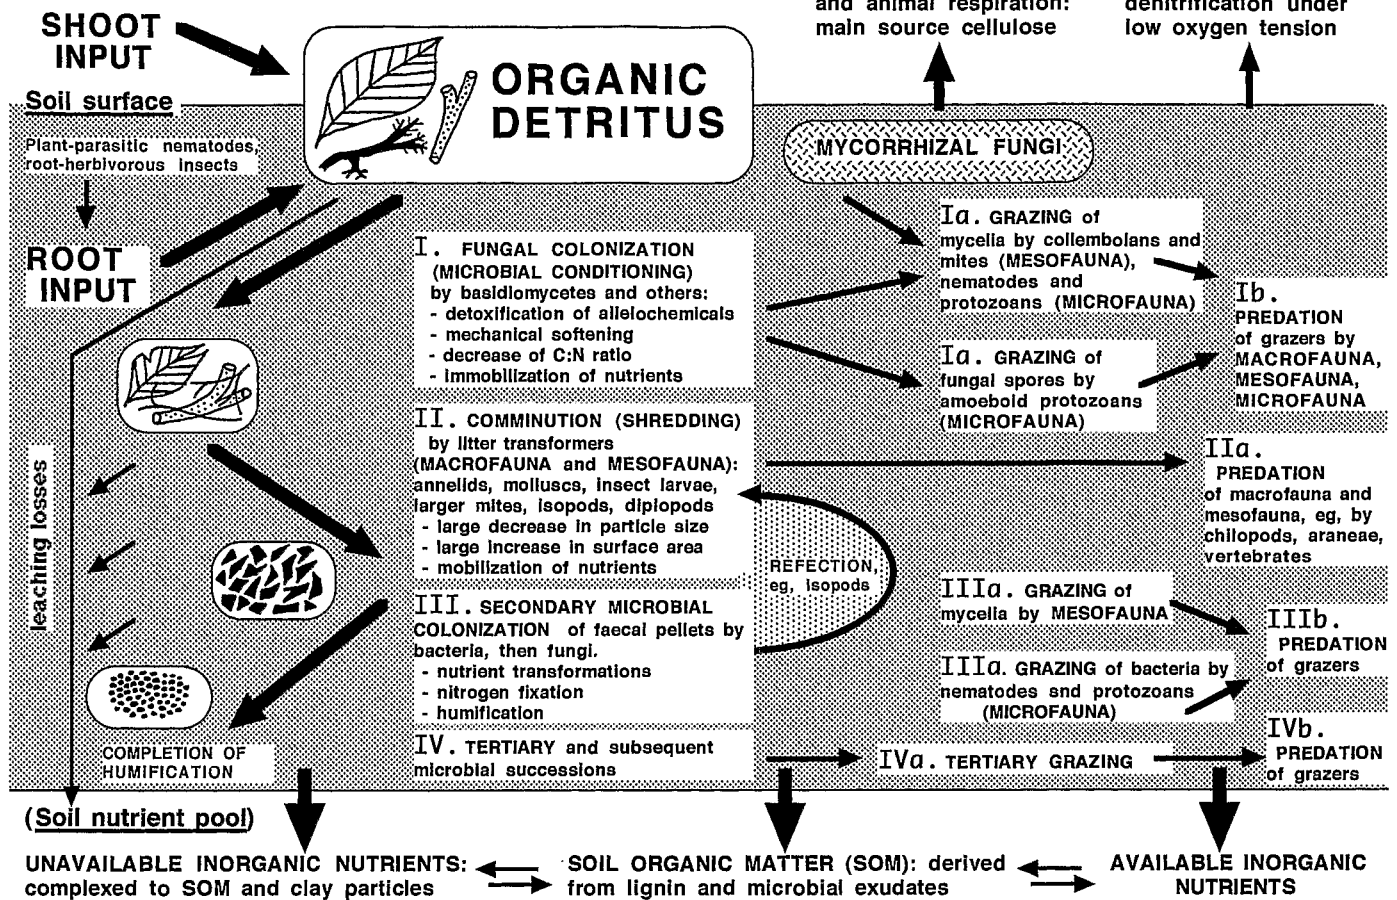 and animal respiration:
main source cellulose
denitrification under
low oxygen tension
SHOOT
INPUT
ORGANIC
DETRITUS
Soil surface
Plant-parasitic nematodes,
root-herbivorous insects
MYCORRHIZAL FUNGI
ROOT
INPUT
I. FUNGAL COLONIZATION
(MICROBIAL CONDITIONING)
by basidiomycetes and others:
- detoxification of allelochemicals
- mechanical softening
- decrease of C:N ratio
- immobilization of nutrients
Ia. GRAZING of
mycelia by collembolans and
mites (MESOFAUNA),
nematodes and
protozoans (MICROFAUNA)
Ia. GRAZING of
fungal spores by
amoeboid protozoans
(MICROFAUNA)
Ib.
PREDATION
of grazers by
MACROFAUNA,
MESOFAUNA,
MICROFAUNA
II. COMMINUTION (SHREDDING)
by litter transformers
(MACROFAUNA and MESOFAUNA):
annelids, molluscs, insect larvae,
larger mites, isopods, diplopods
- large decrease in particle size
- large increase in surface area
- mobilization of nutrients
IIa.
PREDATION
of macrofauna and
mesofauna, eg, by
chilopods, araneae,
vertebrates
REFECTION,
eg, isopods
leaching losses
III. SECONDARY MICROBIAL
COLONIZATION of faecal pellets by
bacteria, then fungi.
- nutrient transformations
- nitrogen fixation
- humification
IIIa. GRAZING of
mycelia by MESOFAUNA
IIIa. GRAZING of bacteria by
nematodes snd protozoans
(MICROFAUNA)
IIIb.
PREDATION
of grazers
COMPLETION OF
HUMIFICATION
IV. TERTIARY and subsequent
microbial successions
IVa. TERTIARY GRAZING
IVb.
PREDATION
of grazers
(Soil nutrient pool)
UNAVAILABLE INORGANIC NUTRIENTS:
complexed to SOM and clay particles
SOIL ORGANIC MATTER (SOM): derived
from lignin and microbial exudates
AVAILABLE INORGANIC
NUTRIENTS